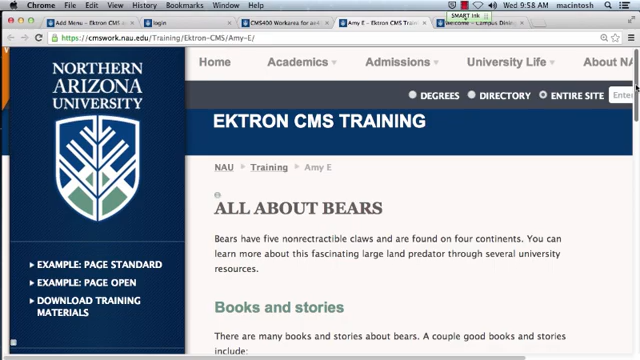 Chrome File Edit View History Bookmarks Window Help
Wed 9:58 AM macintosh
SMART Ink
Add Menu - Ektron CMS
login
CMS400 Workarea for
Amy E - Ektron CMS Train
Welcome - Campus Dining
https://cmswork.nau.edu/Training/Ektron-CMS/Amy-E/
NORTHERN
ARIZONA
UNIVERSITY
Home Academics Admissions University Life About NA
DEGREES DIRECTORY ENTIRE SITE Enter
EKTRON CMS TRAINING
NAU Training Amy E
ALL ABOUT BEARS
Bears have five nonrectractible claws and are found on four continents. You can
learn more about this fascinating large land predator through several university
resources.
EXAMPLE: PAGE STANDARD
EXAMPLE: PAGE OPEN
DOWNLOAD TRAINING
MATERIALS
Books and stories
There are many books and stories about bears. A couple good books and stories
include: